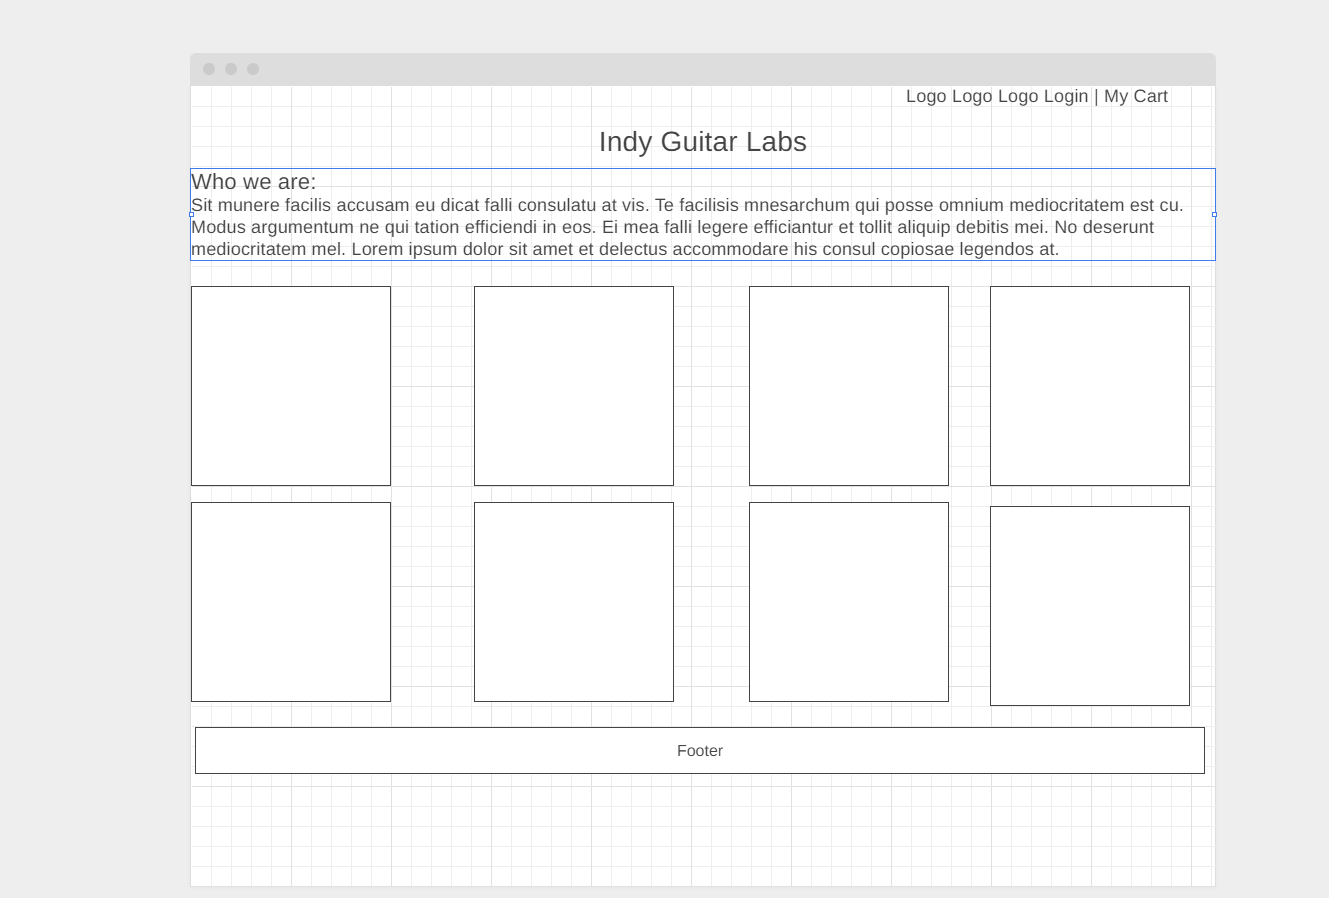 Logo Logo Logo Login | My Cart
Indy Guitar Labs
Who we are:
Sit munere facilis accusam eu dicat falli consulatu at vis. Te facilisis mnesarchum qui posse omnium mediocritatem est cu.
Modus argumentum ne qui tation efficiendi in eos. Ei mea falli legere efficiantur et tollit aliquip debitis mei. No deserunt
mediocritatem mel. Lorem ipsum dolor sit amet et delectus accommodare his consul copiosae legendos at.
Footer